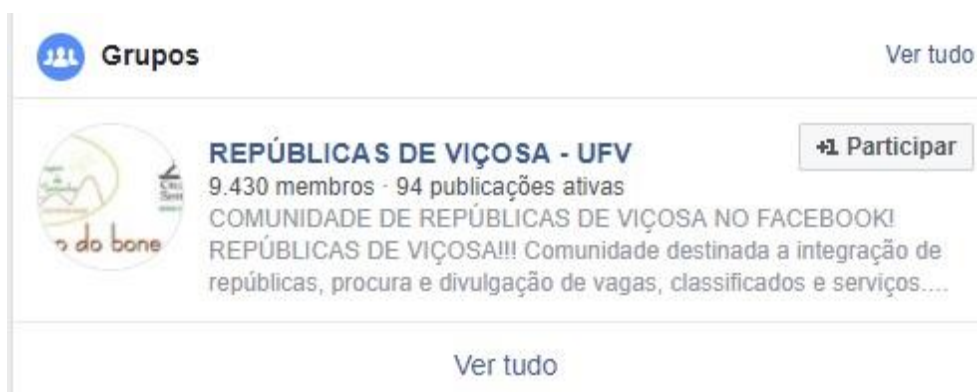 Grupos
Ver tudo
REPÚBLICAS DE VIÇOSA - UFV
+1 Participar
9.430 membros · 94 publicações ativas
COMUNIDADE DE REPÚBLICAS DE VIÇOSA NO FACEBOOK!
REPÚBLICAS DE VIÇOSA!!! Comunidade destinada a integração de
repúblicas, procura e divulgação de vagas, classificados e serviços....
do bone
Ver tudo